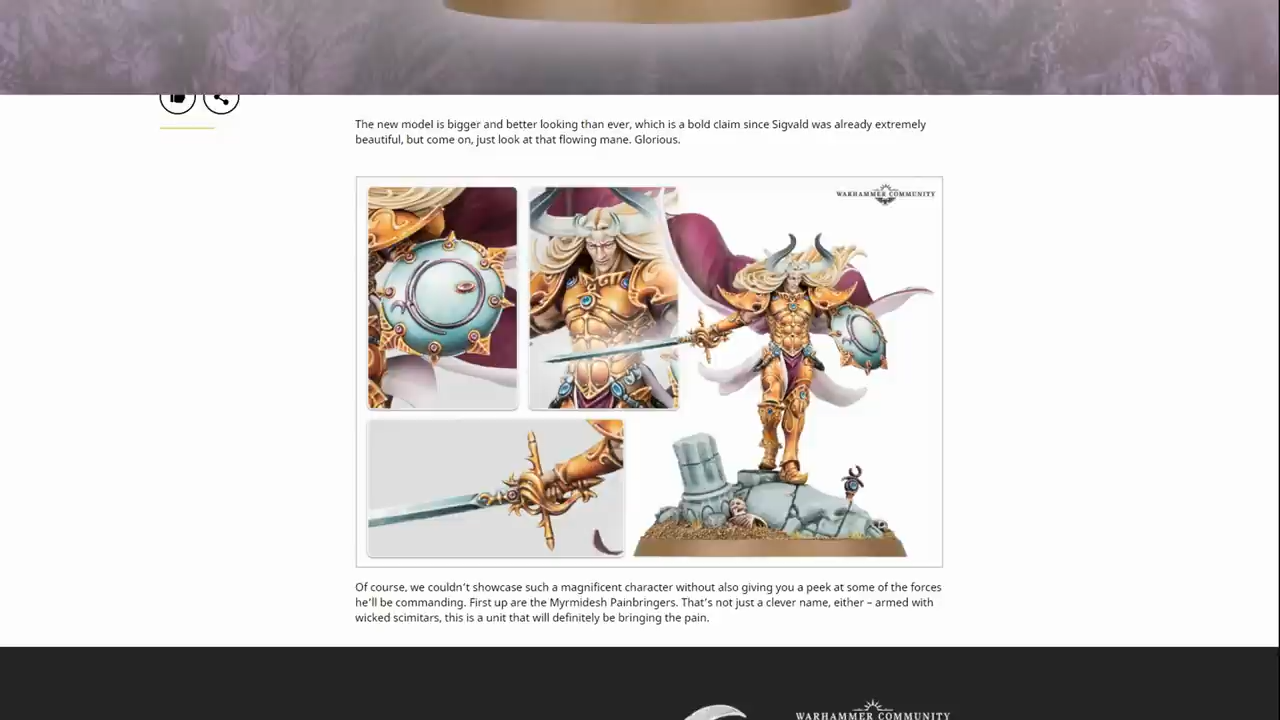 The new model is bigger and better looking than ever, which is a bold claim since Sigvald was already extremely
beautiful, but come on, just look at that flowing mane. Glorious.
WARHAMMER COMMUNITY
Of course, we couldn't showcase such a magnificent character without also giving you a peek at some of the forces
he'll be commanding. First up are the Myrmidesh Painbringers. That's not just a clever name, either – armed with
wicked scimitars, this is a unit that will definitely be bringing the pain.
WARHAMMER COMMUNITY